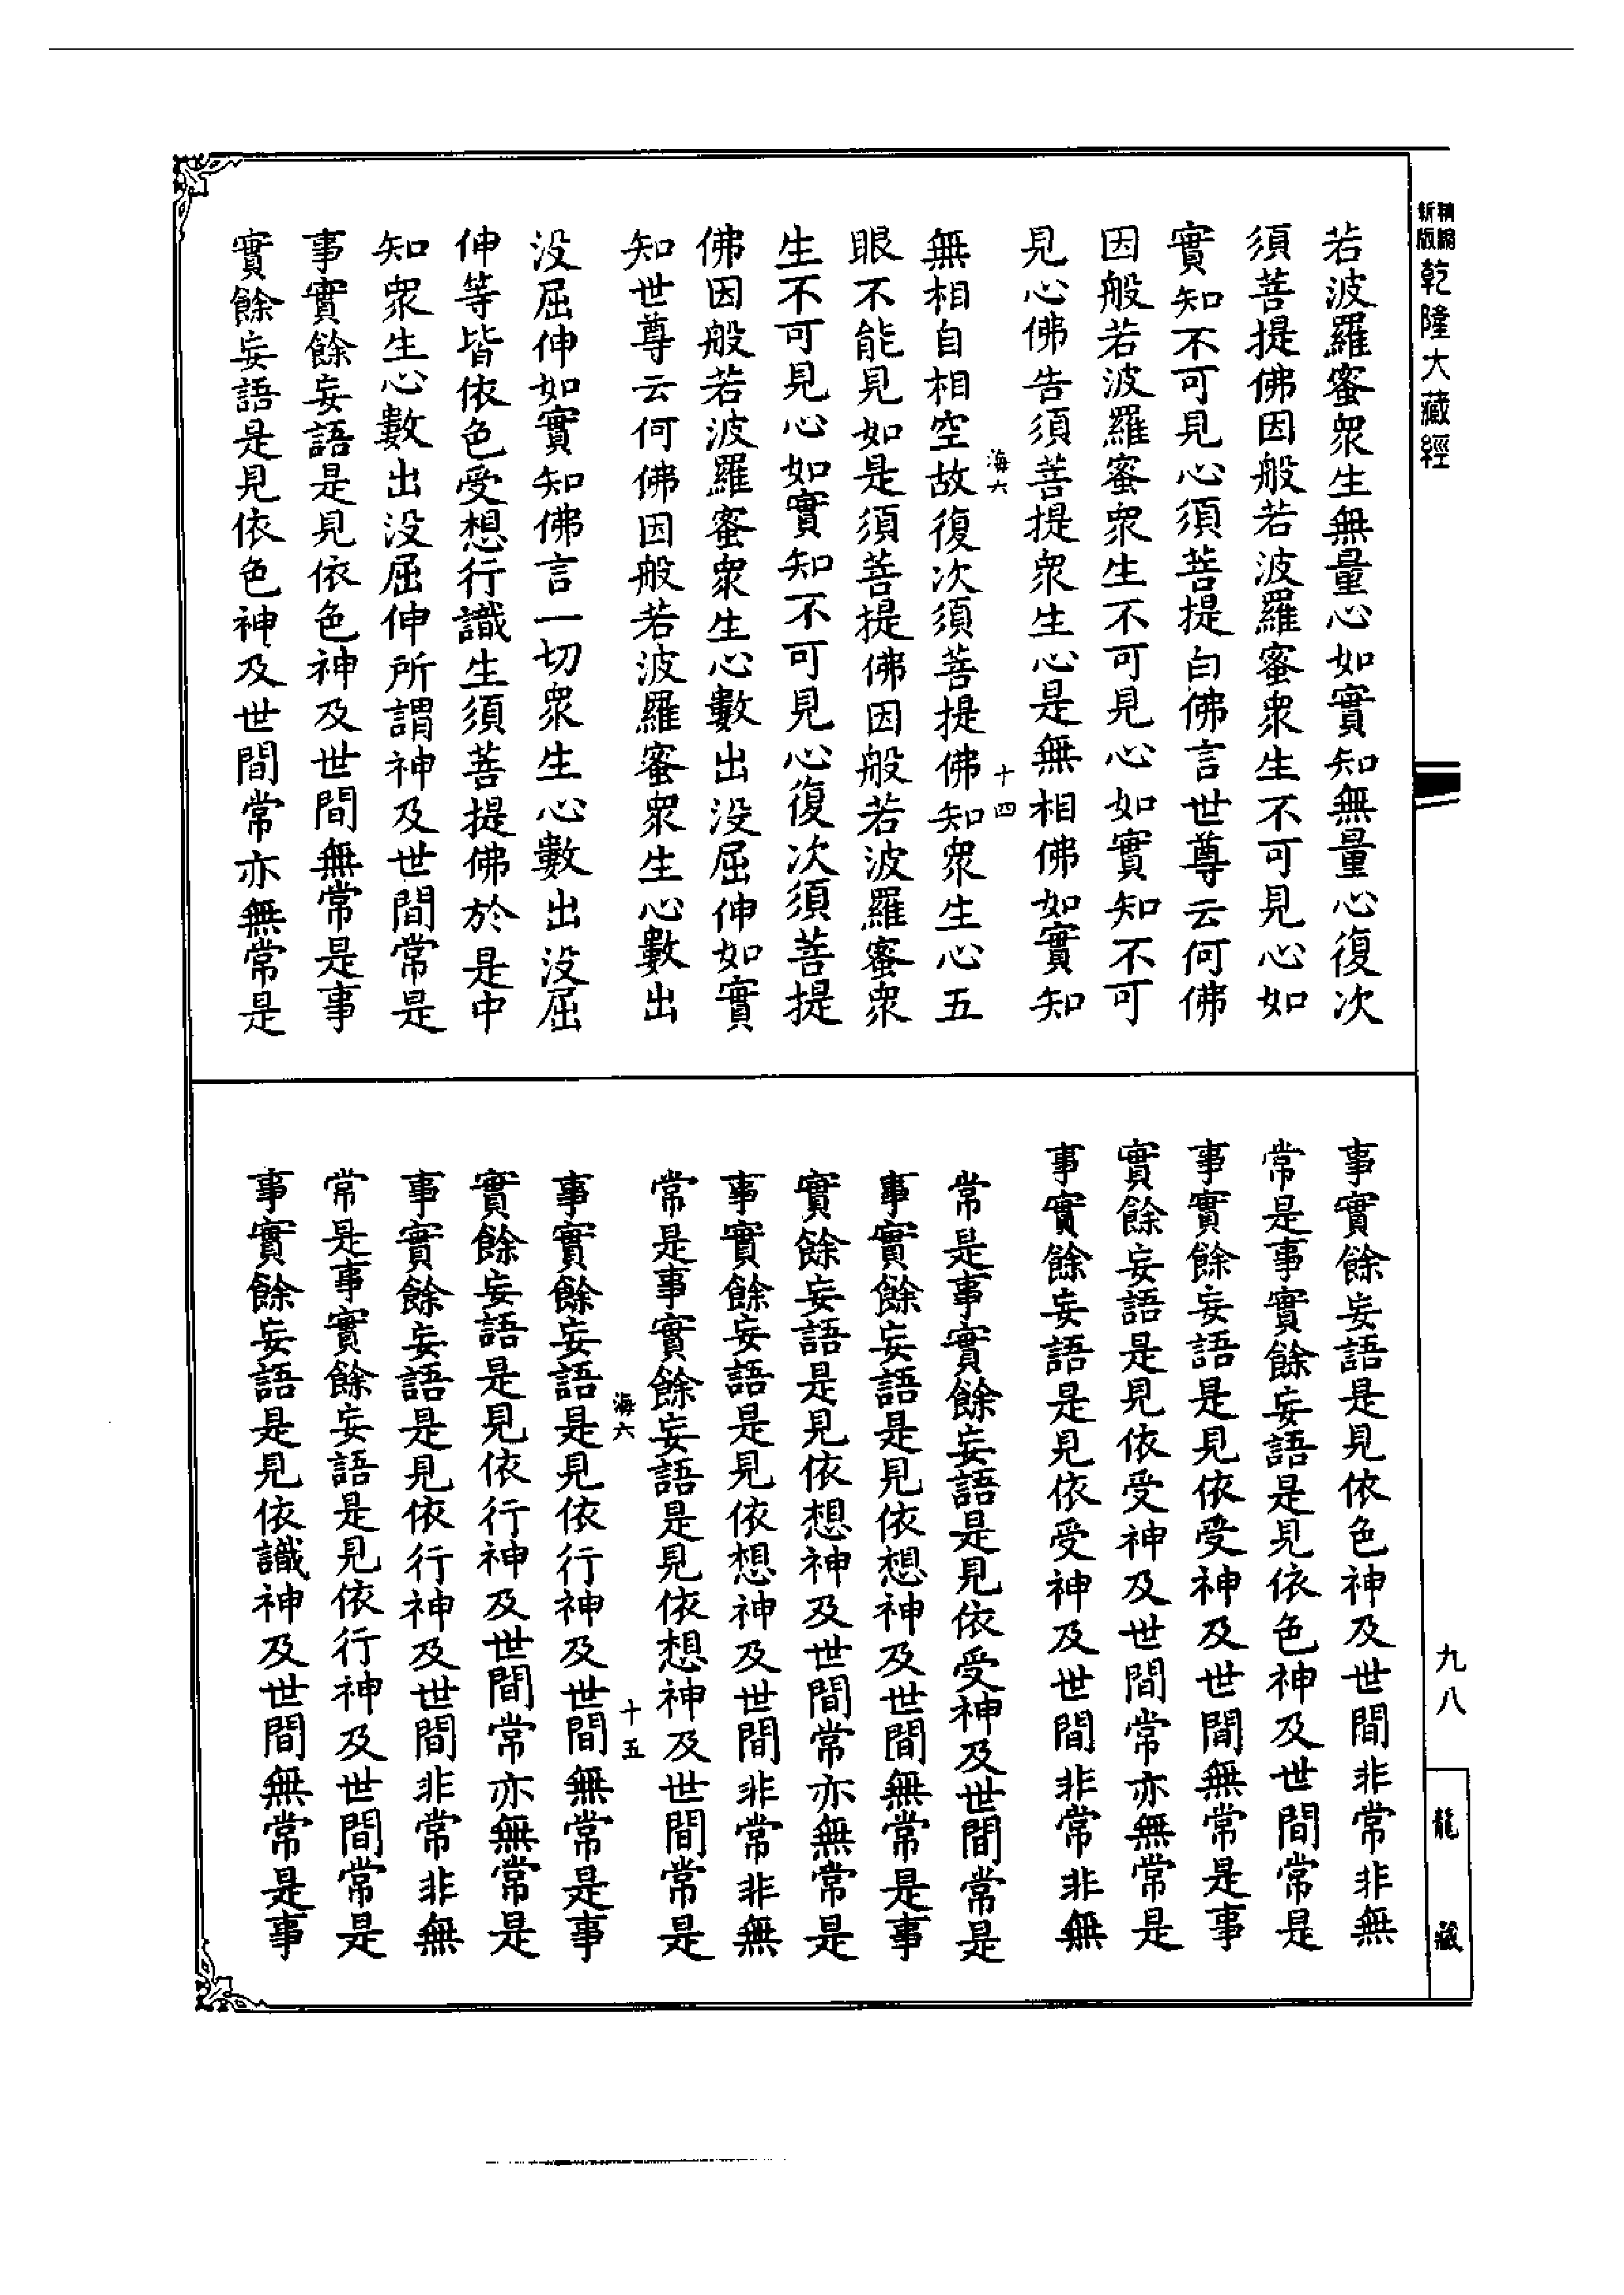 新版精縮乾隆大藏經
若波羅蜜衆生無量心如實知無量心復次
須菩提佛因般若波羅蜜衆生不可見心如
實知不可見心須菩提白佛言世尊云何佛
因般若波羅蜜衆生不可見心如實知不可
見心佛告須菩提衆生心是無相佛如實知
海六 十四
無相自相空故復次須菩提佛知衆生心五
眼不能見如是須菩提佛因般若波羅蜜衆
生不可見心如實知不可見心復次須菩提
佛因般若波羅蜜衆生心數出沒屈伸如實
知世尊云何佛因般若波羅蜜衆生心數出
沒屈伸如實知佛言一切衆生心數出沒屈
伸等皆依色受想行識生須菩提佛於是中
知衆生心數出沒屈伸所謂神及世間常是
事實餘妄語是見依色神及世間無常是事
實餘妄語是見依色神及世間常亦無常是
事實餘妄語是見依色神及世間非常非無
常是事實餘妄語是見依色神及世間常是
事實餘妄語是見依受神及世間無常是事
實餘妄語是見依受神及世間常亦無常是
事實餘妄語是見依受神及世間非常非無
常是事實餘妄語是見依受神及世間常是
事實餘妄語是見依想神及世間無常是事
實餘妄語是見依想神及世間常亦無常是
事實餘妄語是見依想神及世間非常非無
常是事實餘妄語是見依想神及世間常是
海六 十五
事實餘妄語是見依行神及世間無常是事
實餘妄語是見依行神及世間常亦無常是
事實餘妄語是見依行神及世間非常非無
常是事實餘妄語是見依行神及世間常是
事實餘妄語是見依識神及世間無常是事
九八
龍藏